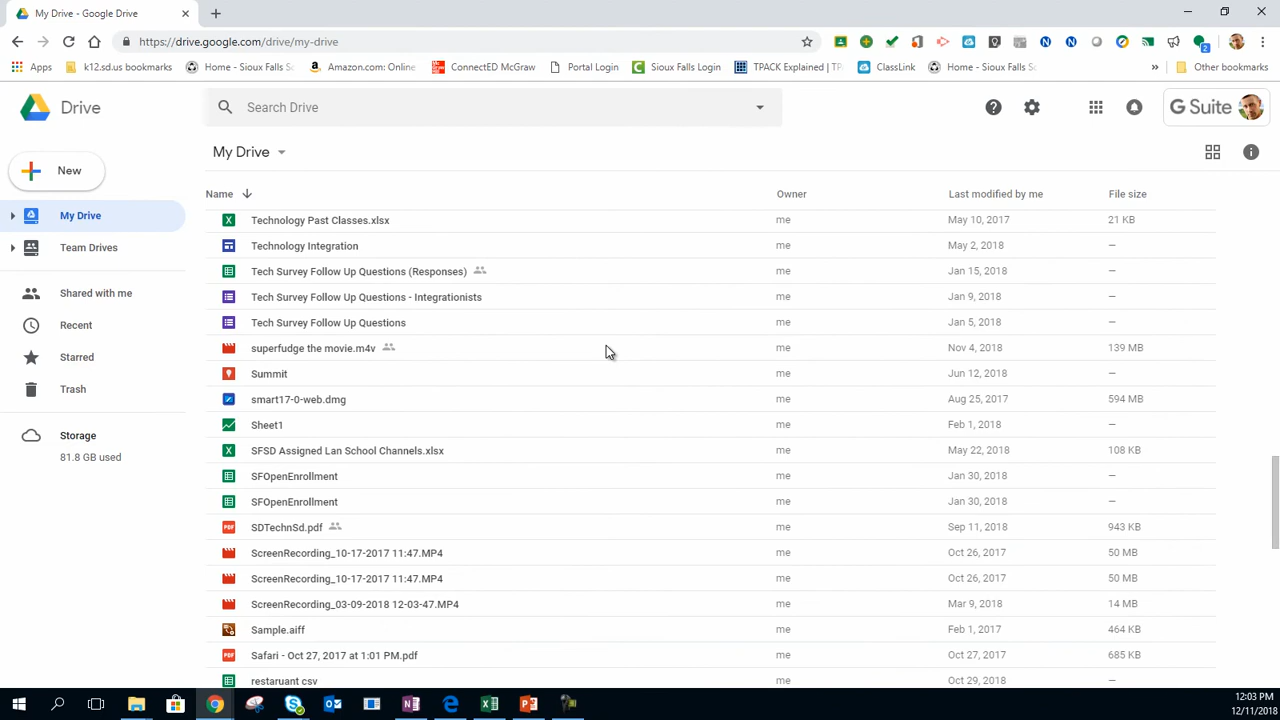 My Drive - Google Drive
https://drive.google.com/drive/my-drive
2
Apps k12.sd.us bookmarks Home - Sioux Falls Sc Amazon.com: Online ConnectED McGraw Portal Login Sioux Falls Login TPACK Explained | TP ClassLink Home - Sioux Falls Sc » Other bookmarks
Drive Search Drive G Suite
New My Drive
Name Owner Last modified by me File size
My Drive
Team Drives
Shared with me
Recent
Starred
Trash
Storage
81.8 GB used
Technology Past Classes.xlsx me May 10, 2017 21 KB
Technology Integration me May 2, 2018 —
Tech Survey Follow Up Questions (Responses) me Jan 15, 2018 —
Tech Survey Follow Up Questions - Integrationists me Jan 9, 2018 —
Tech Survey Follow Up Questions me Jan 5, 2018 —
superfudge the movie.m4v me Nov 4, 2018 139 MB
Summit me Jun 12, 2018 —
smart17-0-web.dmg me Aug 25, 2017 594 MB
Sheet1 me Feb 1, 2018 —
SFSD Assigned Lan School Channels.xlsx me May 22, 2018 108 KB
SFOpenEnrollment me Jan 30, 2018 —
SFOpenEnrollment me Jan 30, 2018 —
PDF SDTechnSd.pdf me Sep 11, 2018 943 KB
ScreenRecording_10-17-2017 11:47.MP4 me Oct 26, 2017 50 MB
ScreenRecording_10-17-2017 11:47.MP4 me Oct 26, 2017 50 MB
ScreenRecording_03-09-2018 12-03-47.MP4 me Mar 9, 2018 14 MB
Sample.aiff me Feb 1, 2017 464 KB
PDF Safari - Oct 27, 2017 at 1:01 PM.pdf me Oct 27, 2017 685 KB
restaruant csv me Oct 29, 2018 —
12:03 PM
12/11/2018